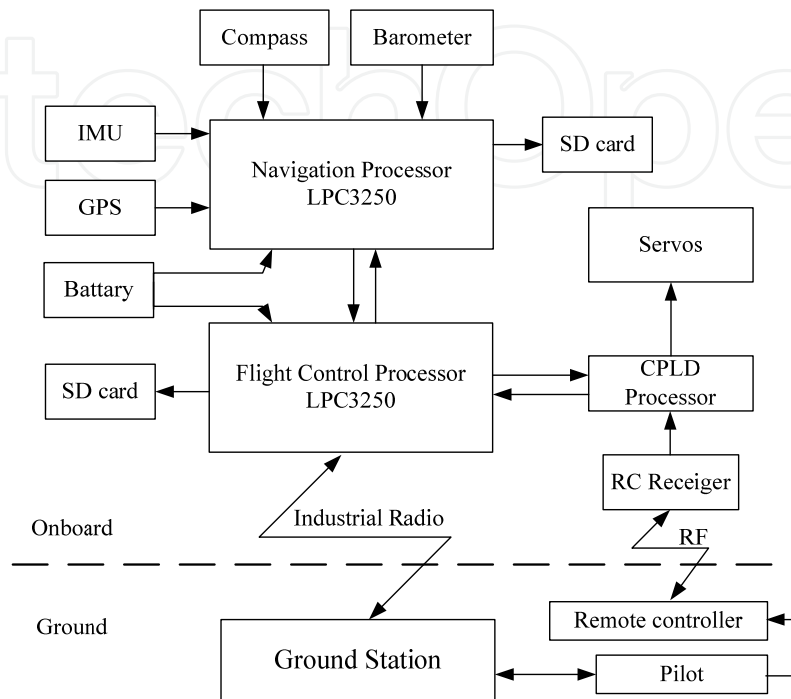 techOpe
Compass
Barometer
IMU
Navigation Processor
LPC3250
SD card
GPS
Servos
Battary
Flight Control Processor
LPC3250
SD card
CPLD
Processor
RC Receiger
Industrial Radio
Onboard
RF
Ground
Remote controller
Ground Station
Pilot